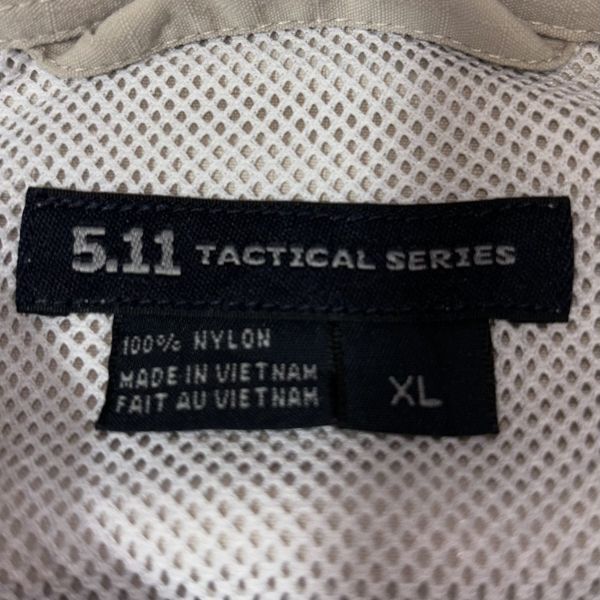 5.11 TACTICAL SERIES
100% NYLON
MADE IN VIETNAM
FAIT AU VIETNAM
XL